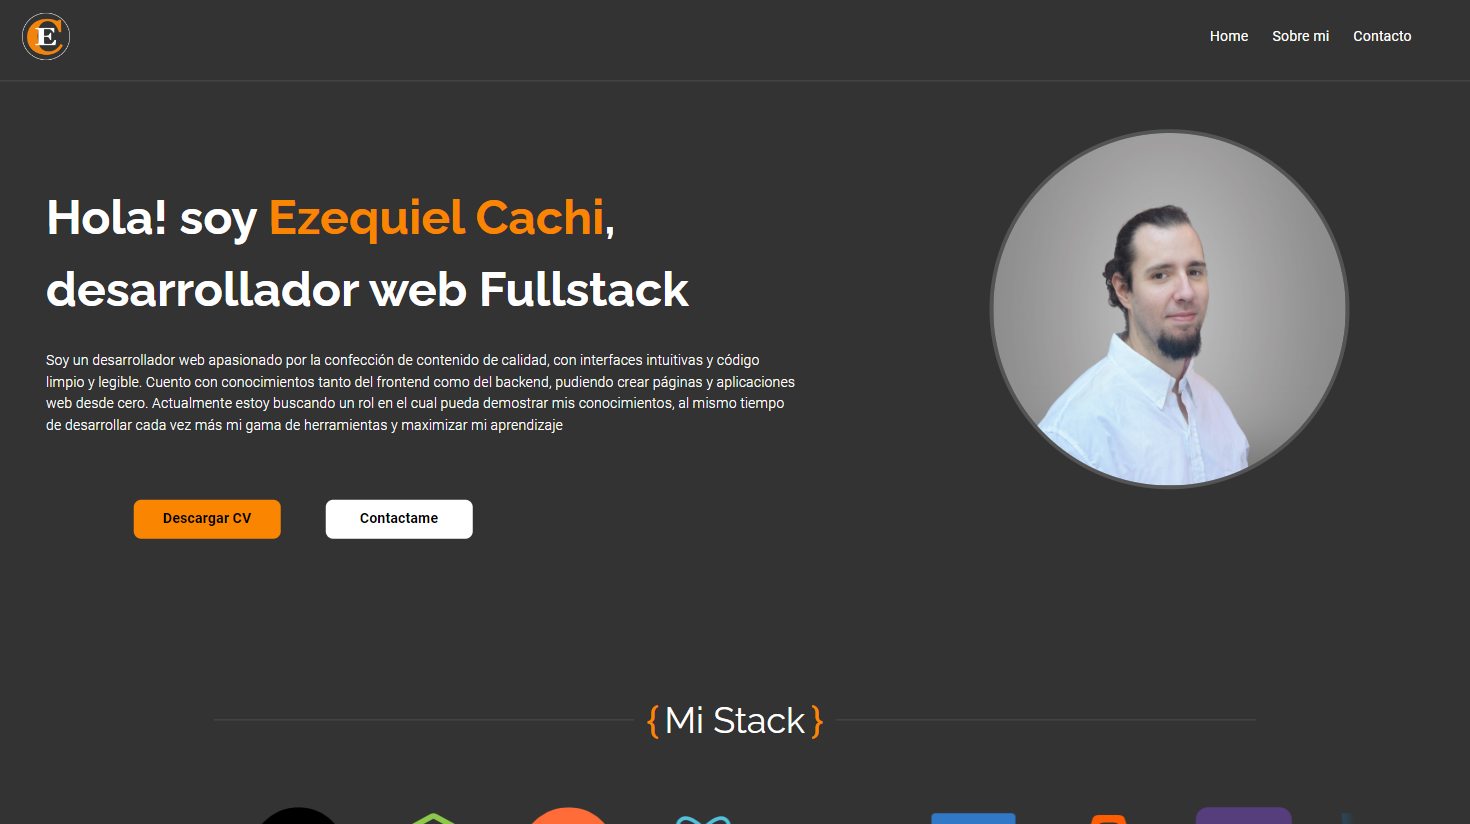 CE
Home Sobre mi Contacto
Hola! soy Ezequiel Cachi,
desarrollador web Fullstack
Soy un desarrollador web apasionado por la confección de contenido de calidad, con interfaces intuitivas y código
limpio y legible. Cuento con conocimientos tanto del frontend como del backend, pudiendo crear páginas y aplicaciones
web desde cero. Actualmente estoy buscando un rol en el cual pueda demostrar mis conocimientos, al mismo tiempo
de desarrollar cada vez más mi gama de herramientas y maximizar mi aprendizaje
Descargar CV Contactame
{ Mi Stack }